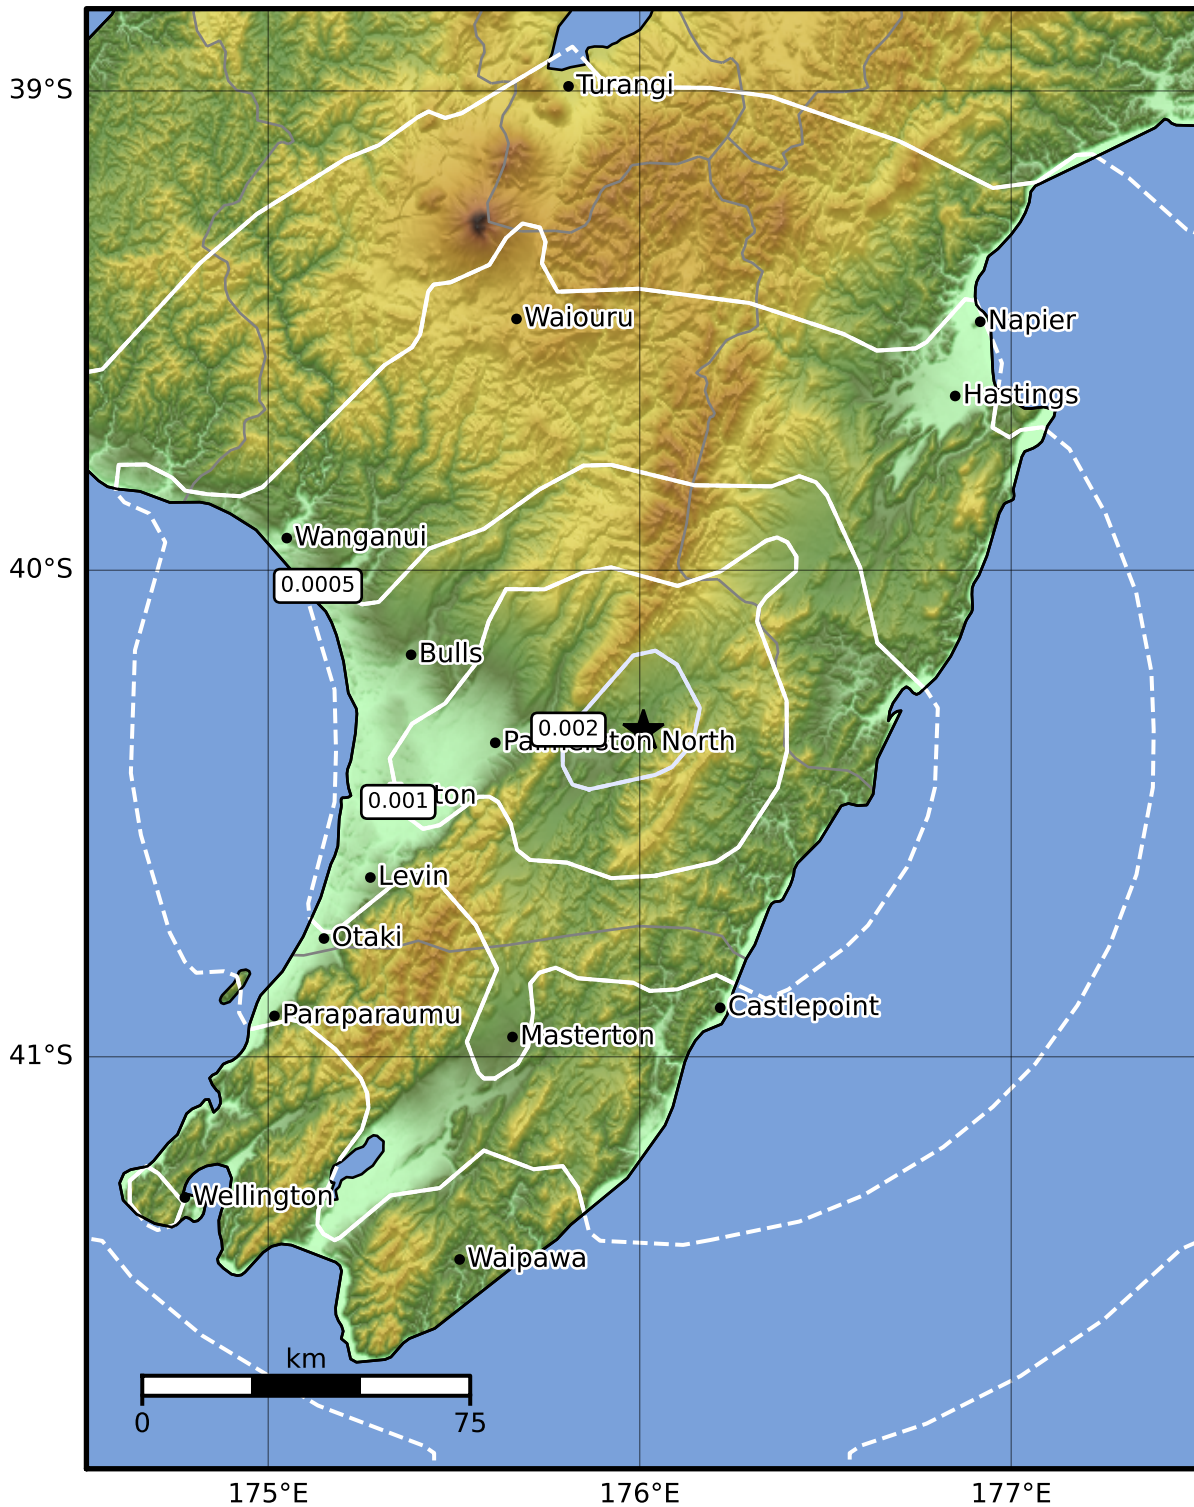 39°S
Turangi
Waiouru
Napier
Hastings
Wanganui
40°S
0.0005
Bulls
0.002
Palmerston North
0.001
ton
Levin
Otaki
Paraparaumu
Castlepoint
Masterton
41°S
Wellington
Waipawa
km
0 75
175°E 176°E 177°E